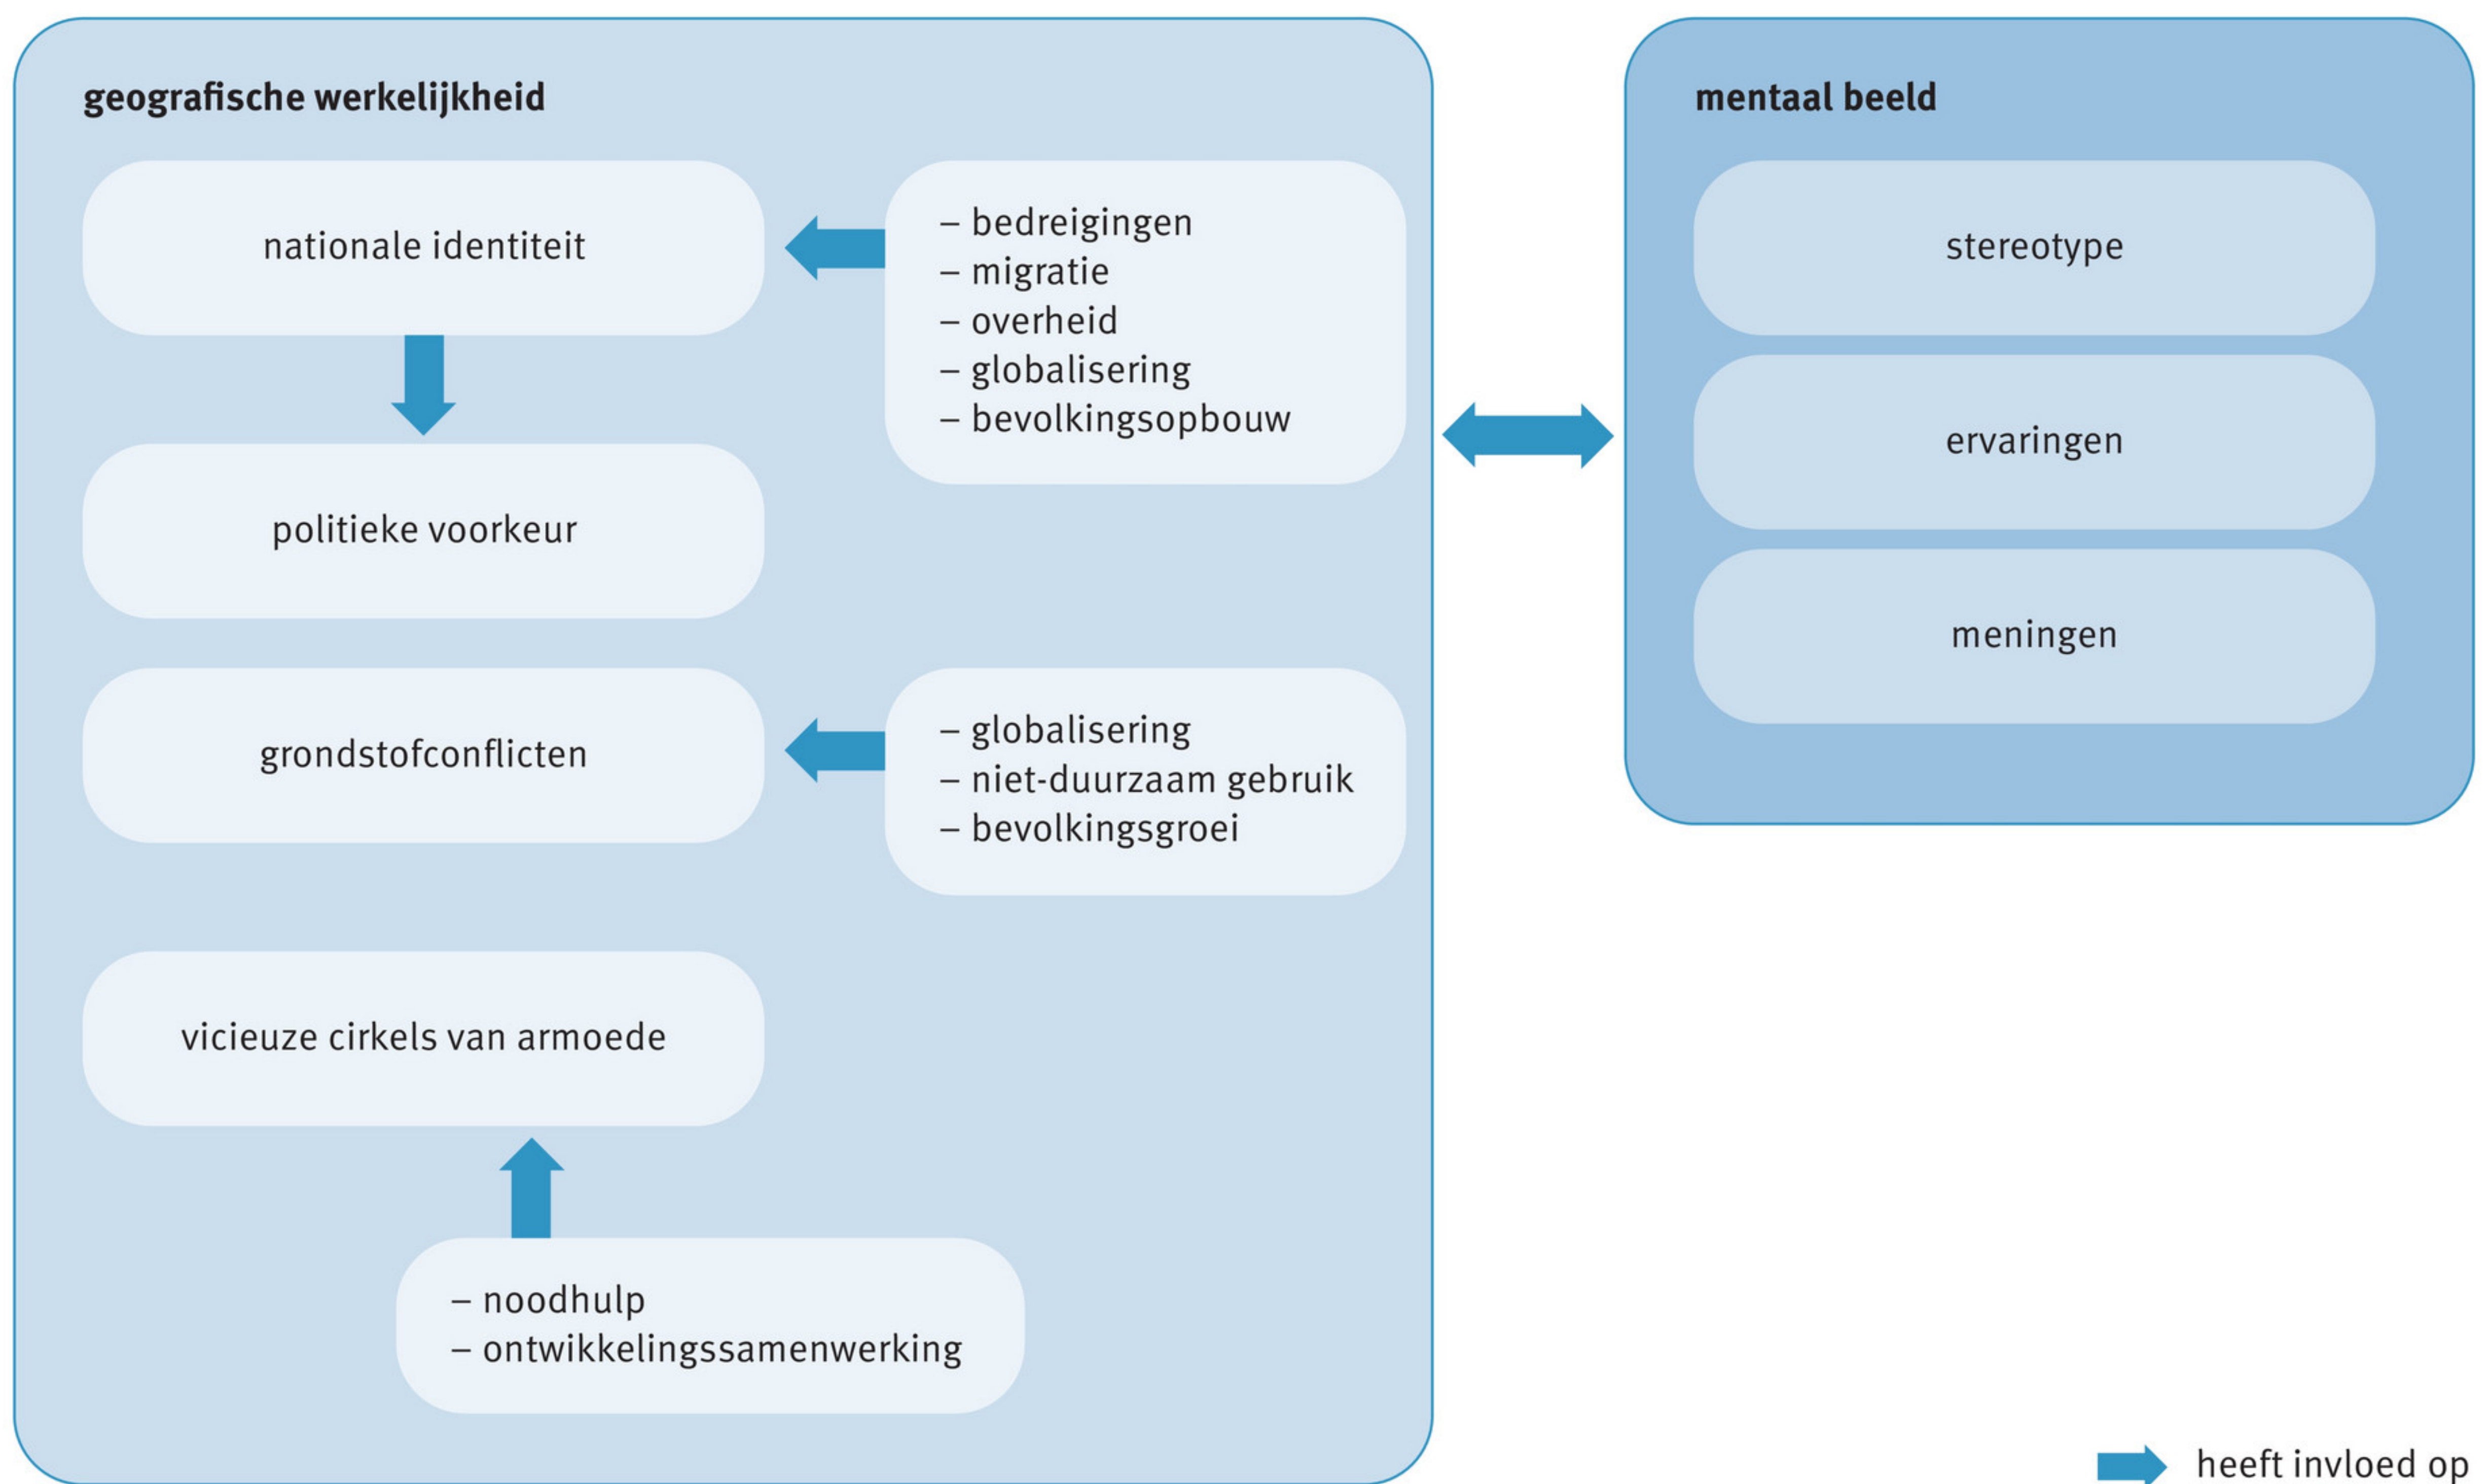 geografische werkelijkheid
nationale identiteit
– bedreigingen
– migratie
– overheid
– globalisering
– bevolkingsopbouw
politieke voorkeur
grondstofconflicten
– globalisering
– niet-duurzaam gebruik
– bevolkingsgroei
vicieuze cirkels van armoede
– noodhulp
– ontwikkelingssamenwerking
mentaal beeld
stereotype
ervaringen
meningen
heeft invloed op